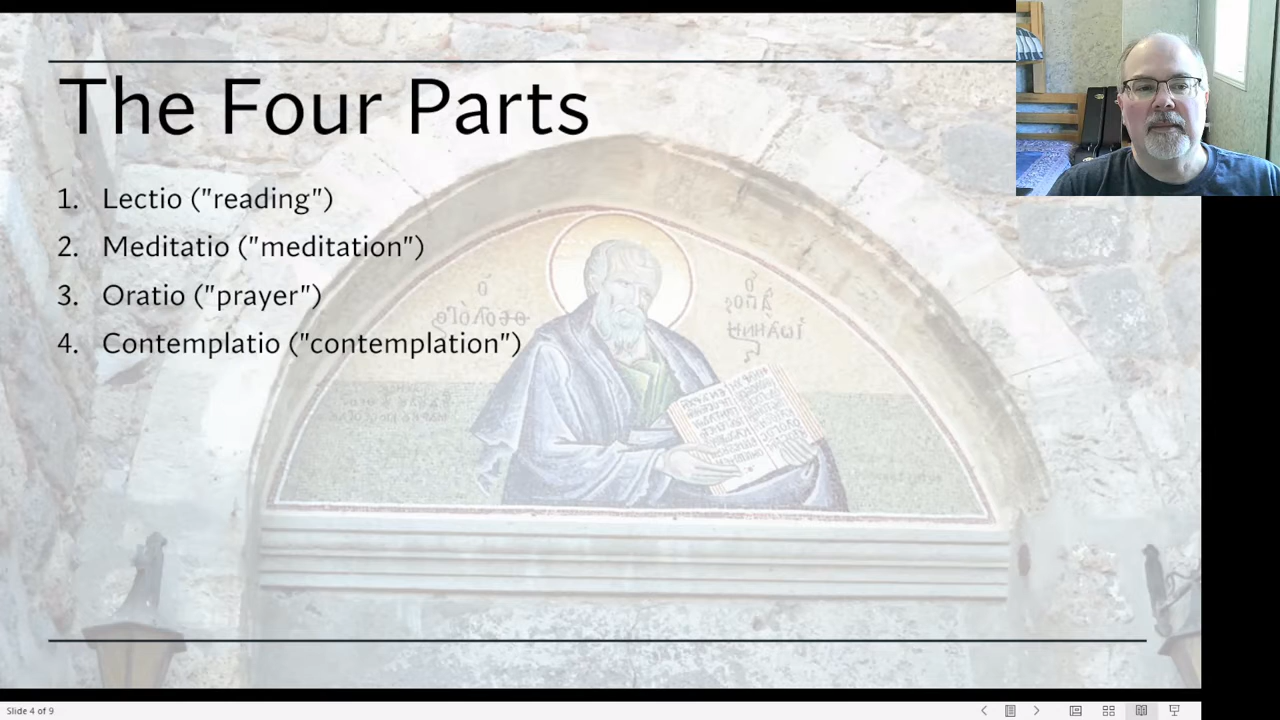 The Four Parts
1. Lectio ("reading")
2. Meditatio ("meditation")
3. Oratio ("prayer")
4. Contemplatio ("contemplation")
Slide 4 of 9